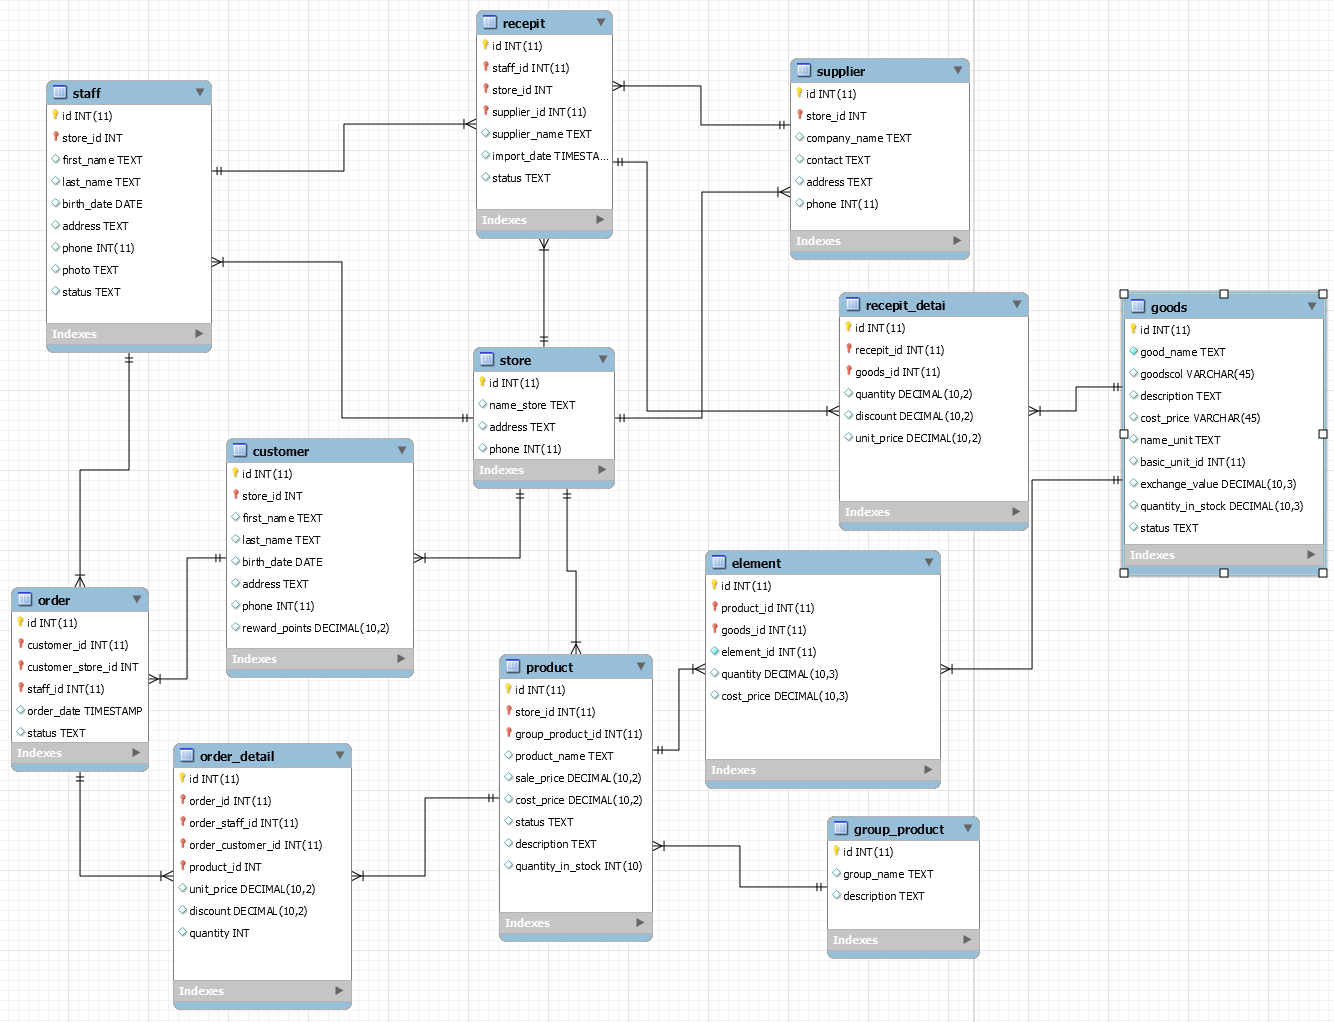 recepit
id INT(11)
staff_id INT(11)
store_id INT
supplier_id INT(11)
supplier_name TEXT
import_date TIMESTA...
status TEXT
Indexes
supplier
id INT(11)
store_id INT
company_name TEXT
contact TEXT
address TEXT
phone INT(11)
Indexes
staff
id INT(11)
store_id INT
first_name TEXT
last_name TEXT
birth_date DATE
address TEXT
phone INT(11)
photo TEXT
status TEXT
Indexes
recepit_detai
id INT(11)
recepit_id INT(11)
goods_id INT(11)
quantity DECIMAL(10,2)
discount DECIMAL(10,2)
unit_price DECIMAL(10,2)
Indexes
goods
id INT(11)
good_name TEXT
goodscol VARCHAR(45)
description TEXT
cost_price VARCHAR(45)
name_unit TEXT
basic_unit_id INT(11)
exchange_value DECIMAL(10,3)
quantity_in_stock DECIMAL(10,3)
status TEXT
Indexes
store
id INT(11)
name_store TEXT
address TEXT
phone INT(11)
Indexes
customer
id INT(11)
store_id INT
first_name TEXT
last_name TEXT
birth_date DATE
address TEXT
phone INT(11)
reward_points DECIMAL(10,2)
Indexes
element
id INT(11)
product_id INT(11)
goods_id INT(11)
element_id INT(11)
quantity DECIMAL(10,3)
cost_price DECIMAL(10,3)
Indexes
order
id INT(11)
customer_id INT(11)
customer_store_id INT
staff_id INT(11)
order_date TIMESTAMP
status TEXT
Indexes
product
id INT(11)
store_id INT(11)
group_product_id INT(11)
product_name TEXT
sale_price DECIMAL(10,2)
cost_price DECIMAL(10,2)
status TEXT
description TEXT
quantity_in_stock INT(10)
Indexes
order_detail
id INT(11)
order_id INT(11)
order_staff_id INT(11)
order_customer_id INT(11)
product_id INT
unit_price DECIMAL(10,2)
discount DECIMAL(10,2)
quantity INT
Indexes
group_product
id INT(11)
group_name TEXT
description TEXT
Indexes